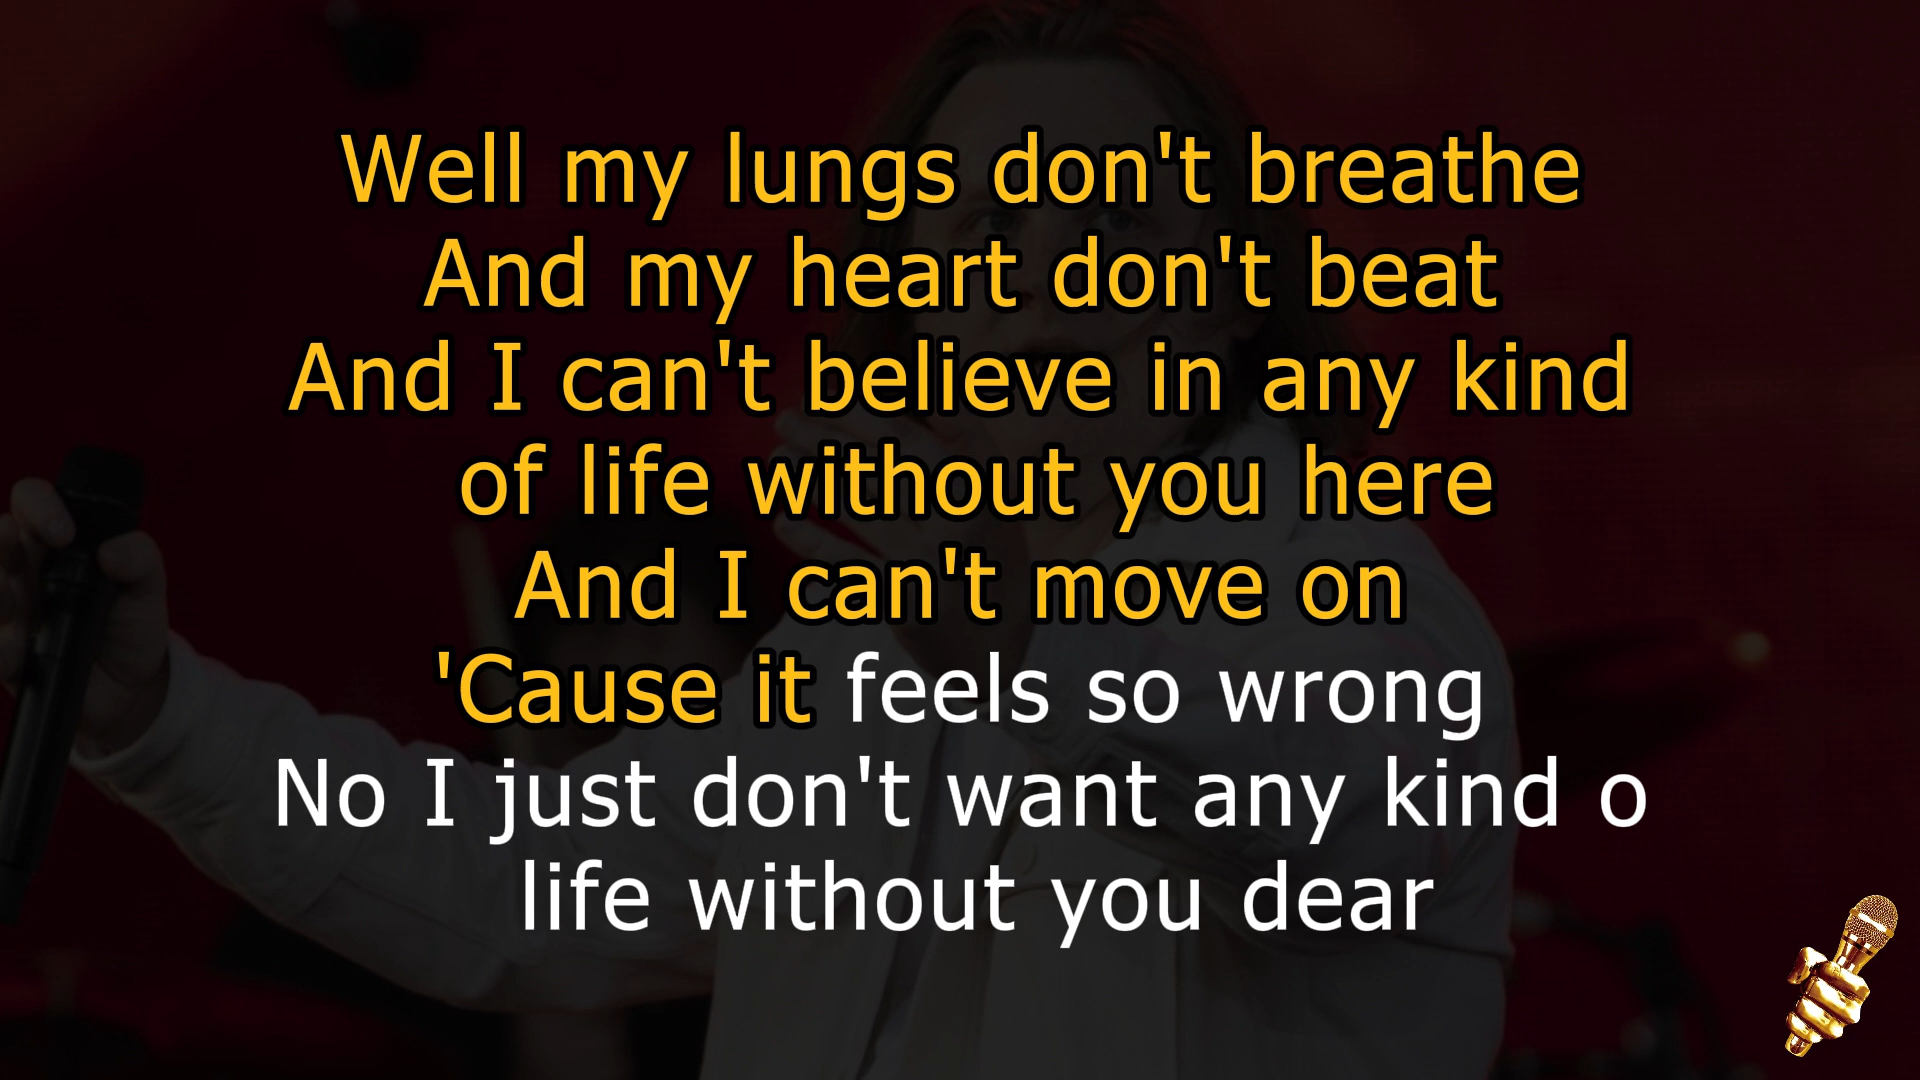 Well my lungs don't breathe
And my heart don't beat
And I can't believe in any kind
of life without you here
And I can't move on
'Cause it feels so wrong
No I just don't want any kind o
life without you dear